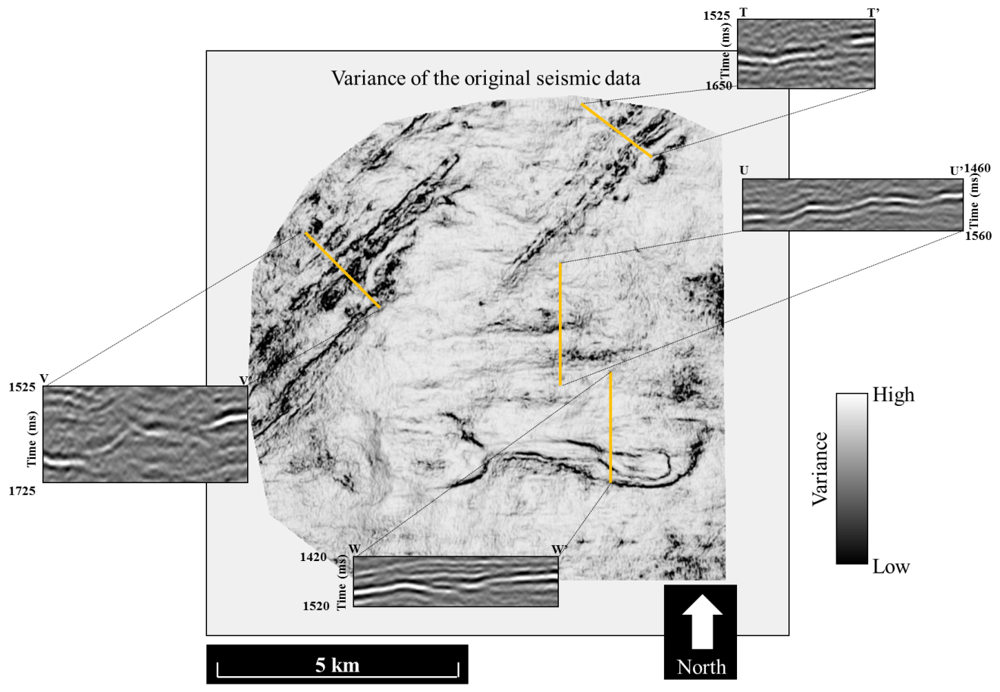 1525 T T’
Time (ms)
1650
Variance of the original seismic data
U U’ 1460
Time (ms)
1560
V V’
1525
Time (ms)
1725
High
Variance
Low
W W’
1420
Time (ms)
1520
North
5 km